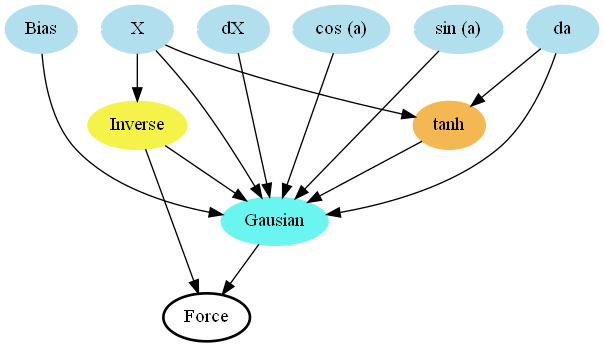 Bias
X
dX
cos (a)
sin (a)
da
Inverse
tanh
Gausian
Force